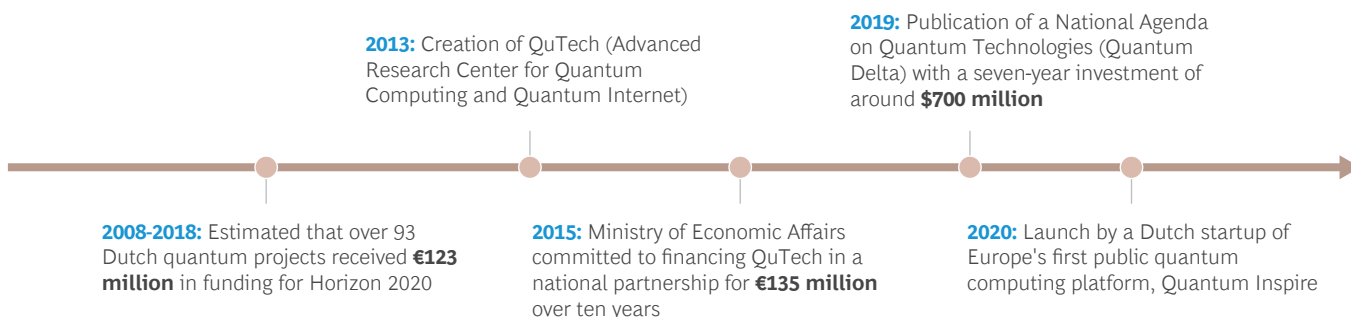 2013: Creation of QuTech (Advanced
Research Center for Quantum
Computing and Quantum Internet)
2019: Publication of a National Agenda
on Quantum Technologies (Quantum
Delta) with a seven-year investment of
around $700 million
2008-2018: Estimated that over 93
Dutch quantum projects received €123
million in funding for Horizon 2020
2015: Ministry of Economic Affairs
committed to financing QuTech in a
national partnership for €135 million
over ten years
2020: Launch by a Dutch startup of
Europe's first public quantum
computing platform, Quantum Inspire